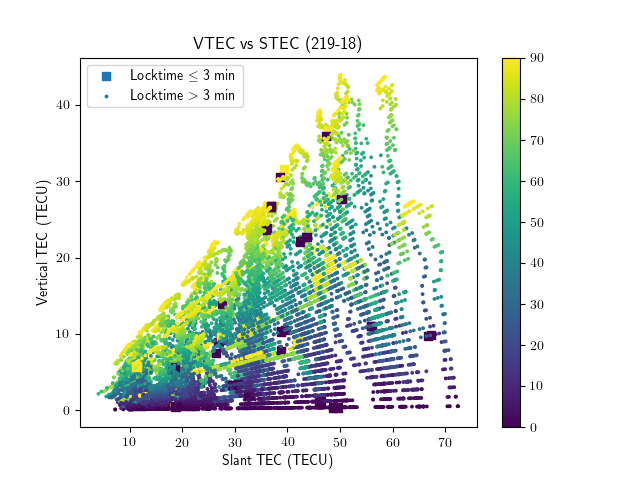 VTEC vs STEC (219-18)
Locktime ≤ 3 min
Locktime > 3 min
Vertical TEC (TECU)
40
30
20
10
0
10 20 30 40 50 60 70
Slant TEC (TECU)
90
80
70
60
50
40
30
20
10
0